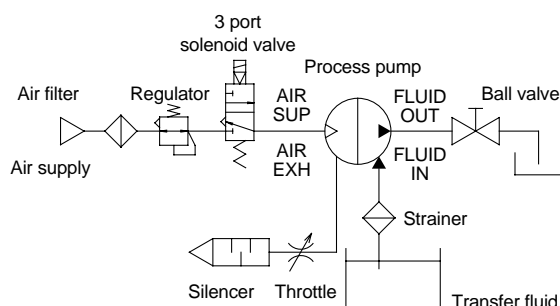 3 port
solenoid valve
Process pump
Air filter
Regulator
AIR
SUP
FLUID
OUT
Ball valve
Air supply
AIR
EXH
FLUID
IN
Strainer
Silencer
Throttle
Transfer fluid